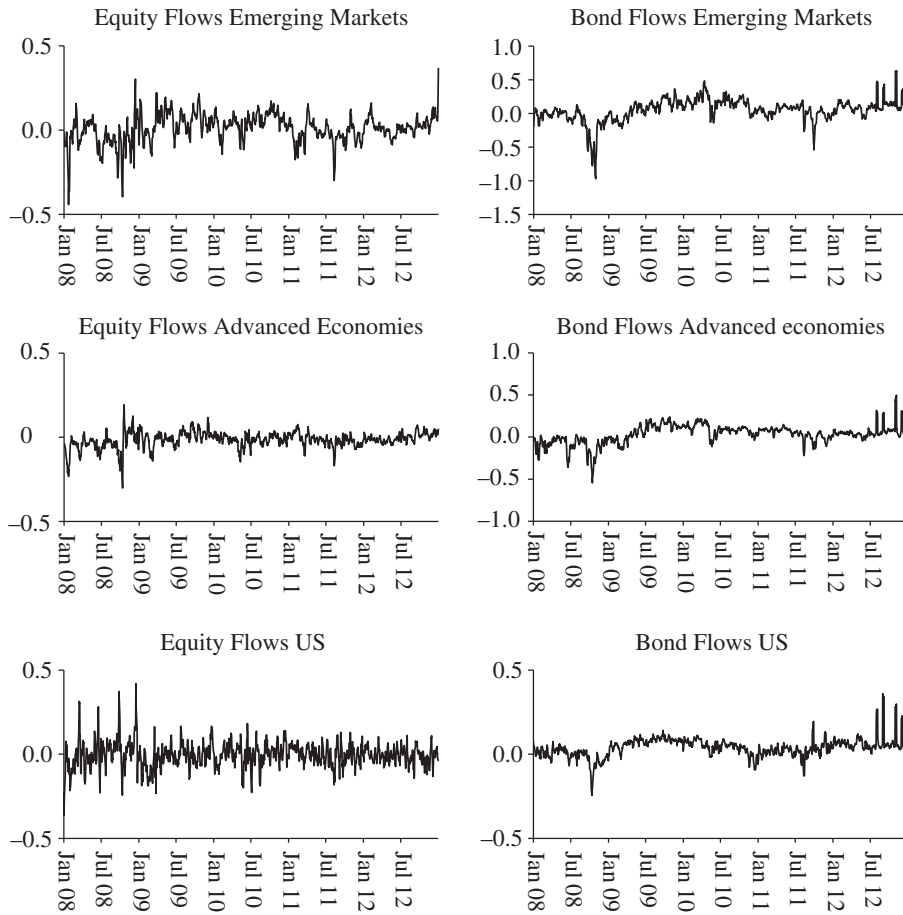 Equity Flows Emerging Markets
0.5
0.0
–0.5
Jan 08
Jul 08
Jan 09
Jul 09
Jan 10
Jul 10
Jan 11
Jul 11
Jan 12
Jul 12
Bond Flows Emerging Markets
1.0
0.5
0.0
–0.5
–1.0
–1.5
Jan 08
Jul 08
Jan 09
Jul 09
Jan 10
Jul 10
Jan 11
Jul 11
Jan 12
Jul 12
Equity Flows Advanced Economies
0.5
0
–0.5
Jan 08
Jul 08
Jan 09
Jul 09
Jan 10
Jul 10
Jan 11
Jul 11
Jan 12
Jul 12
Bond Flows Advanced economies
1.0
0.5
0.0
–0.5
–1.0
Jan 08
Jul 08
Jan 09
Jul 09
Jan 10
Jul 10
Jan 11
Jul 11
Jan 12
Jul 12
Equity Flows US
0.5
0.0
–0.5
Jan 08
Jul 08
Jan 09
Jul 09
Jan 10
Jul 10
Jan 11
Jul 11
Jan 12
Jul 12
Bond Flows US
0.5
0.0
–0.5
Jan 08
Jul 08
Jan 09
Jul 09
Jan 10
Jul 10
Jan 11
Jul 11
Jan 12
Jul 12